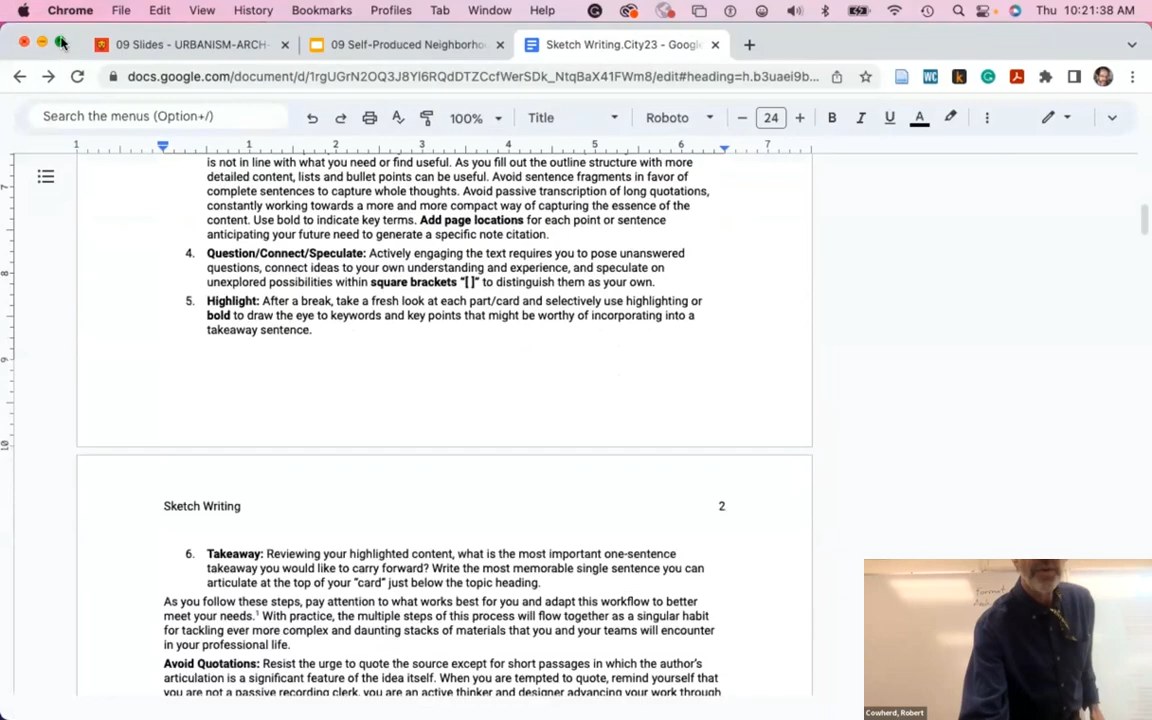 Chrome File Edit View History Bookmarks Profiles Tab Window Help Thu 10:21:38 AM
09 Slides - URBANISM-ARCH- 09 Self-Produced Neighborho Sketch Writing.City23 - Googl
docs.google.com/document/d/1rgUGrN2OQ3J8Yl6RQdDTZCcfWerSDk_NtqBaX41FWm8/edit#heading=h.b3uaei9b...
Search the menus (Option+/) 100% Title Roboto 24 B I U A
1 1 2 3 4 5 6 7
is not in line with what you need or find useful. As you fill out the outline structure with more
detailed content, lists and bullet points can be useful. Avoid sentence fragments in favor of
complete sentences to capture whole thoughts. Avoid passive transcription of long quotations,
constantly working towards a more and more compact way of capturing the essence of the
content. Use bold to indicate key terms. Add page locations for each point or sentence
anticipating your future need to generate a specific note citation.
4. Question/Connect/Speculate: Actively engaging the text requires you to pose unanswered
questions, connect ideas to your own understanding and experience, and speculate on
unexplored possibilities within square brackets "[ ]" to distinguish them as your own.
5. Highlight: After a break, take a fresh look at each part/card and selectively use highlighting or
bold to draw the eye to keywords and key points that might be worthy of incorporating into a
takeaway sentence.
Sketch Writing 2
6. Takeaway: Reviewing your highlighted content, what is the most important one-sentence
takeaway you would like to carry forward? Write the most memorable single sentence you can
articulate at the top of your "card" just below the topic heading.
As you follow these steps, pay attention to what works best for you and adapt this workflow to better
meet your needs.¹ With practice, the multiple steps of this process will flow together as a singular habit
for tackling ever more complex and daunting stacks of materials that you and your teams will encounter
in your professional life.
Avoid Quotations: Resist the urge to quote the source except for short passages in which the author's
articulation is a significant feature of the idea itself. When you are tempted to quote, remind yourself that
you are not a passive recording clerk, you are an active thinker and designer advancing your work through
format
Cowherd, Robert